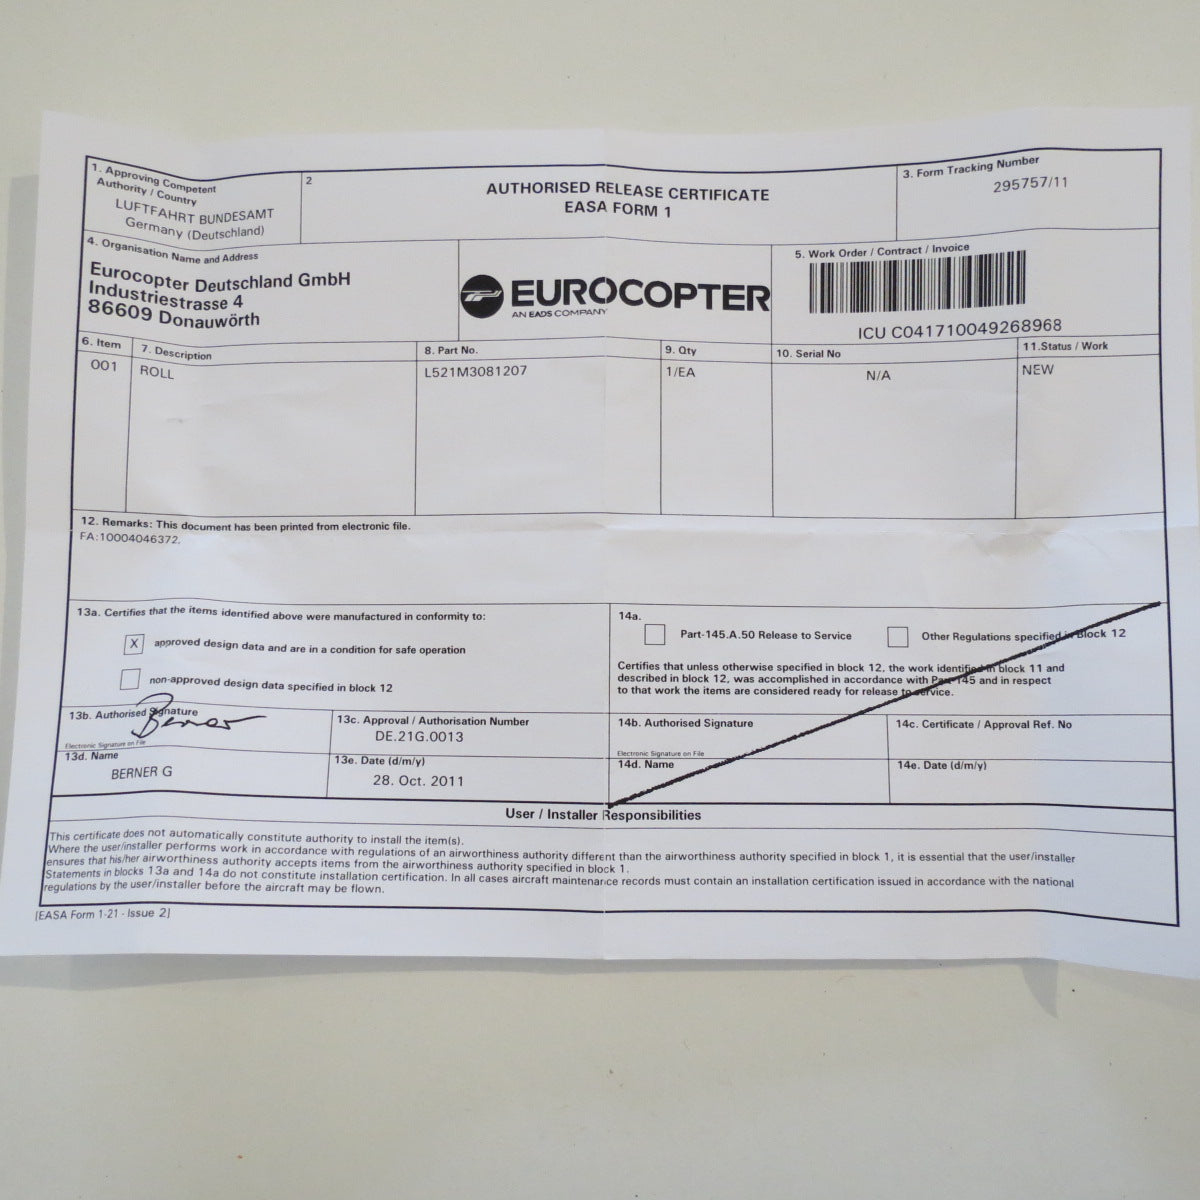 1. Approving Competent
Authority / Country
LUFTFAHRT BUNDESAMT
Germany (Deutschland)
2
AUTHORISED RELEASE CERTIFICATE
EASA FORM 1
3. Form Tracking Number
295757/11
4. Organisation Name and Address
Eurocopter Deutschland GmbH
Industriestrasse 4
86609 Donauwörth
EUROCOPTER
AN EADS COMPANY
5. Work Order / Contract / Invoice
ICU C041710049268968
6. Item
7. Description
8. Part No.
9. Qty
10. Serial No
11.Status / Work
001
ROLL
L521M3081207
1/EA
N/A
NEW
12. Remarks: This document has been printed from electronic file.
FA:10004046372,
13a. Certifies that the items identified above were manufactured in conformity to:
X approved design data and are in a condition for safe operation
non-approved design data specified in block 12
14a.
Part-145.A.50 Release to Service
Other Regulations specified in Block 12
Certifies that unless otherwise specified in block 12, the work identified in block 11 and
described in block 12, was accomplished in accordance with Part-145 and in respect
to that work the items are considered ready for release to service.
13b. Authorised Signature
Berner
Electronic Signature on File
13c. Approval / Authorisation Number
DE.21G.0013
14b. Authorised Signature
Electronic Signature on File
14c. Certificate / Approval Ref. No
13d. Name
BERNER G
13e. Date (d/m/y)
28. Oct. 2011
14d. Name
14e. Date (d/m/y)
User / Installer Responsibilities
This certificate does not automatically constitute authority to install the item(s).
Where the user/installer performs work in accordance with regulations of an airworthiness authority different than the airworthiness authority specified in block 1, it is essential that the user/installer
ensures that his/her airworthiness authority accepts items from the airworthiness authority specified in block 1.
Statements in blocks 13a and 14a do not constitute installation certification. In all cases aircraft maintenance records must contain an installation certification issued in accordance with the national
regulations by the user/installer before the aircraft may be flown.
[EASA Form 1-21 - Issue 2]